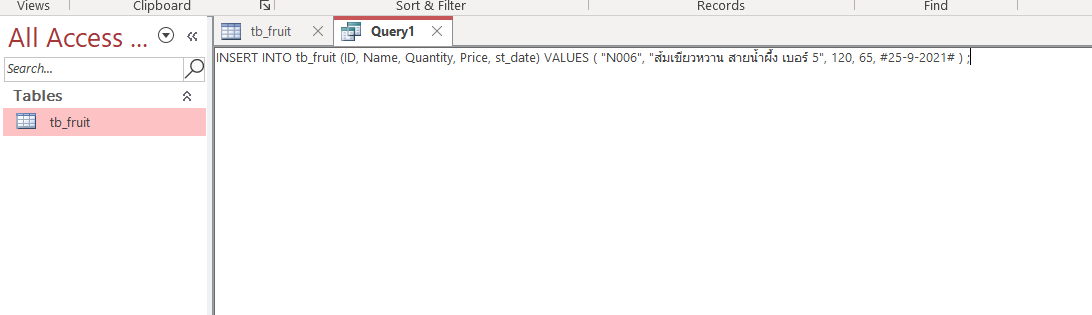 Views Clipboard Sort & Filter Records Find
All Access ...
tb_fruit Query1
Search...
Tables
tb_fruit
INSERT INTO tb_fruit (ID, Name, Quantity, Price, st_date) VALUES ( "N006", "ส้มเขียวหวาน สายน้ำผึ้ง เบอร์ 5", 120, 65, #25-9-2021# ) ;